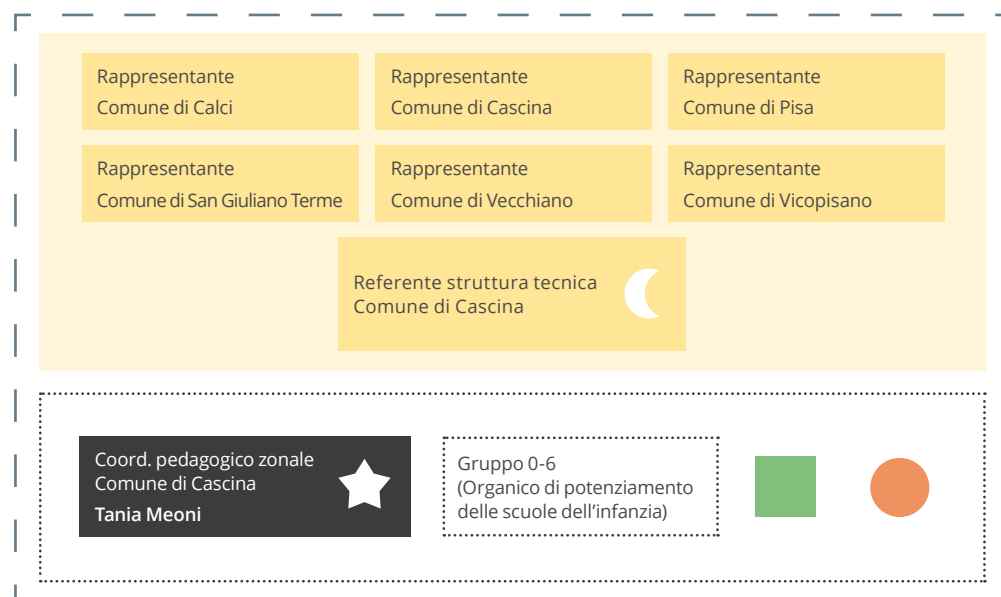 Rappresentante
Comune di Calci
Rappresentante
Comune di Cascina
Rappresentante
Comune di Pisa
Rappresentante
Comune di San Giuliano Terme
Rappresentante
Comune di Vecchiano
Rappresentante
Comune di Vicopisano
Referente struttura tecnica
Comune di Cascina
Coord. pedagogico zonale
Comune di Cascina
Tania Meoni
Gruppo 0-6
(Organico di potenziamento
delle scuole dell’infanzia)